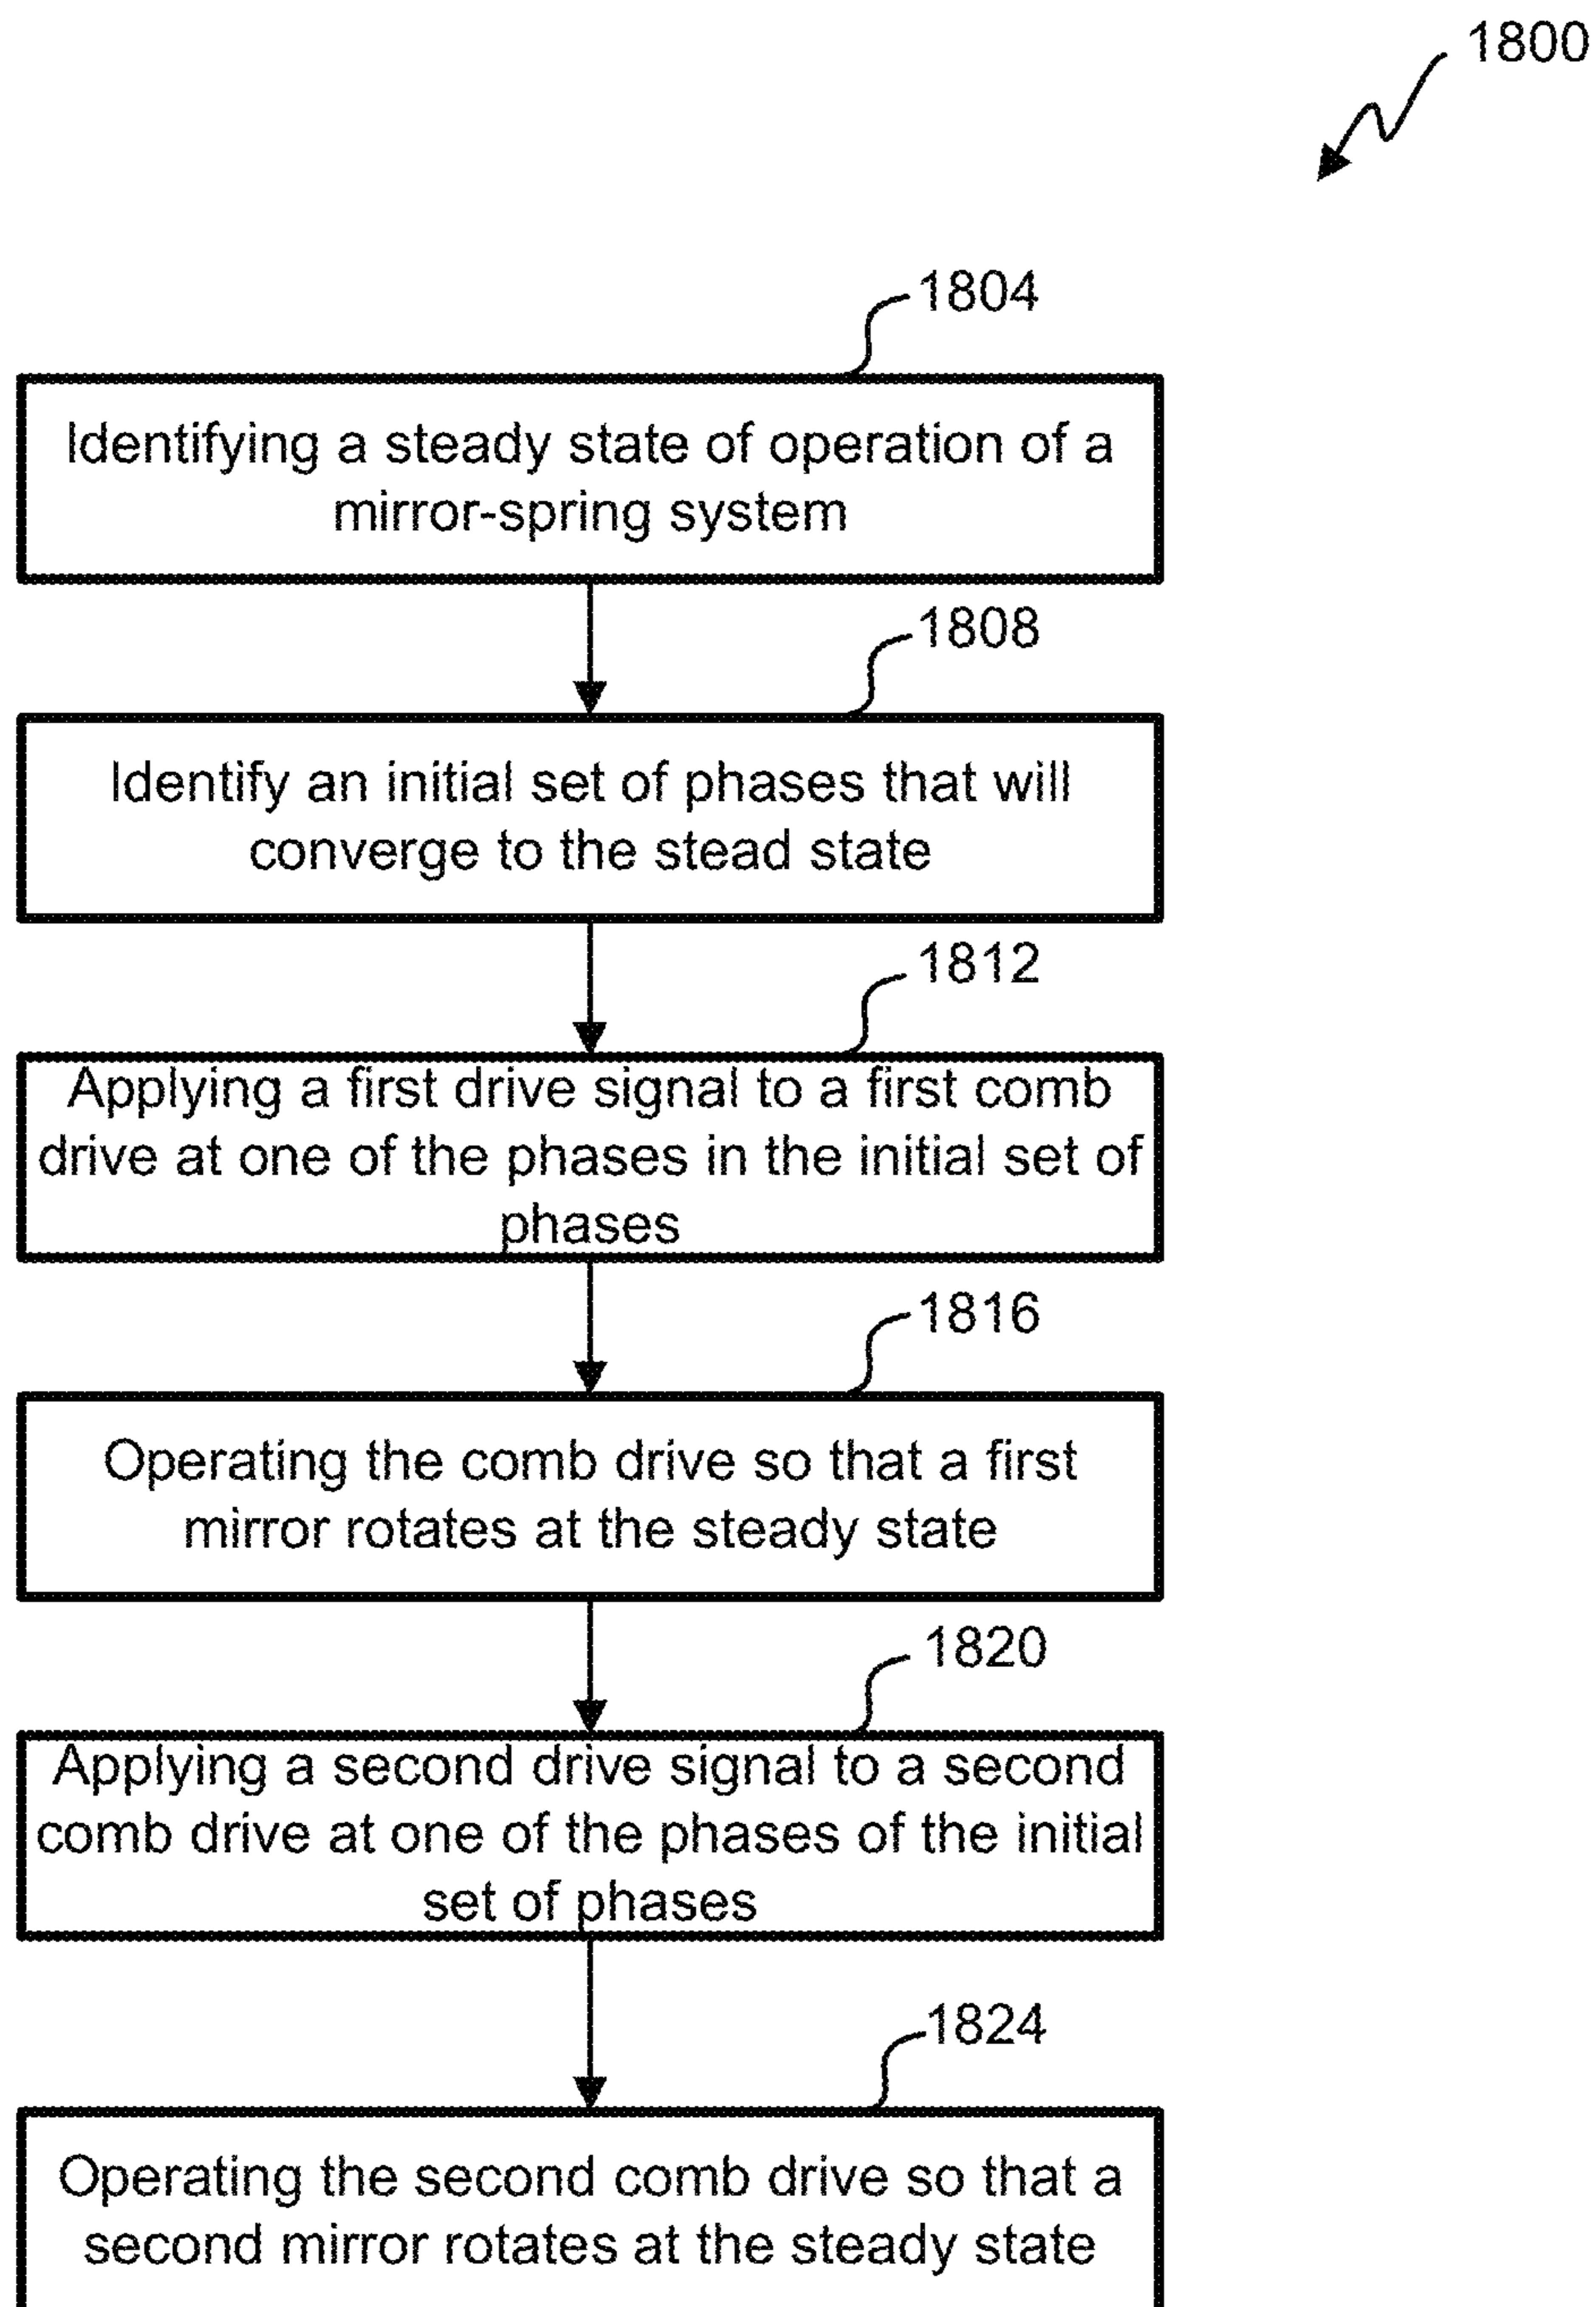 1800
1804
Identifying a steady state of operation of a
mirror-spring system
1808
Identify an initial set of phases that will
converge to the stead state
1812
Applying a first drive signal to a first comb
drive at one of the phases in the initial set of
phases
1816
Operating the comb drive so that a first
mirror rotates at the steady state
1820
Applying a second drive signal to a second
comb drive at one of the phases of the initial
set of phases
1824
Operating the second comb drive so that a
second mirror rotates at the steady state